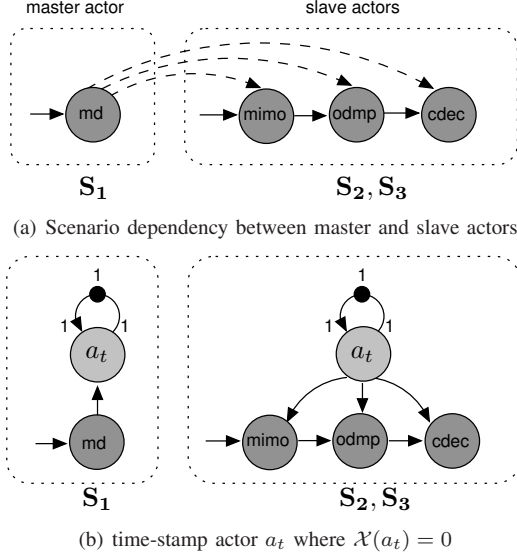 master actor
slave actors
md
mimo
odmp
cdec
S₁
S₂, S₃
(a) Scenario dependency between master and slave actors
1
1
1 1
1 1
aₜ
aₜ
md
mimo
odmp
cdec
S₁
S₂, S₃
(b) time-stamp actor aₜ where 𝒳(aₜ) = 0